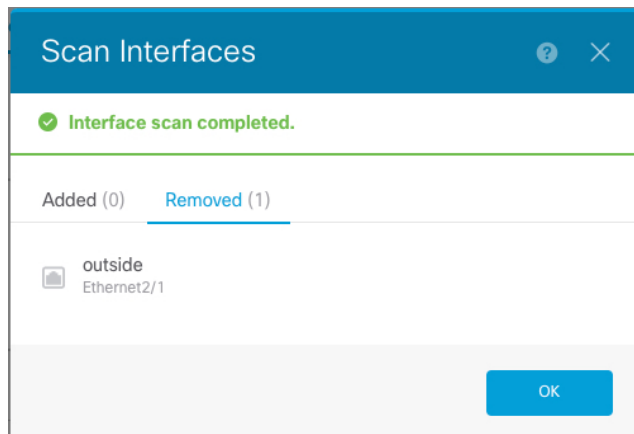 Scan Interfaces
Interface scan completed.
Added (0) Removed (1)
outside
Ethernet2/1
OK